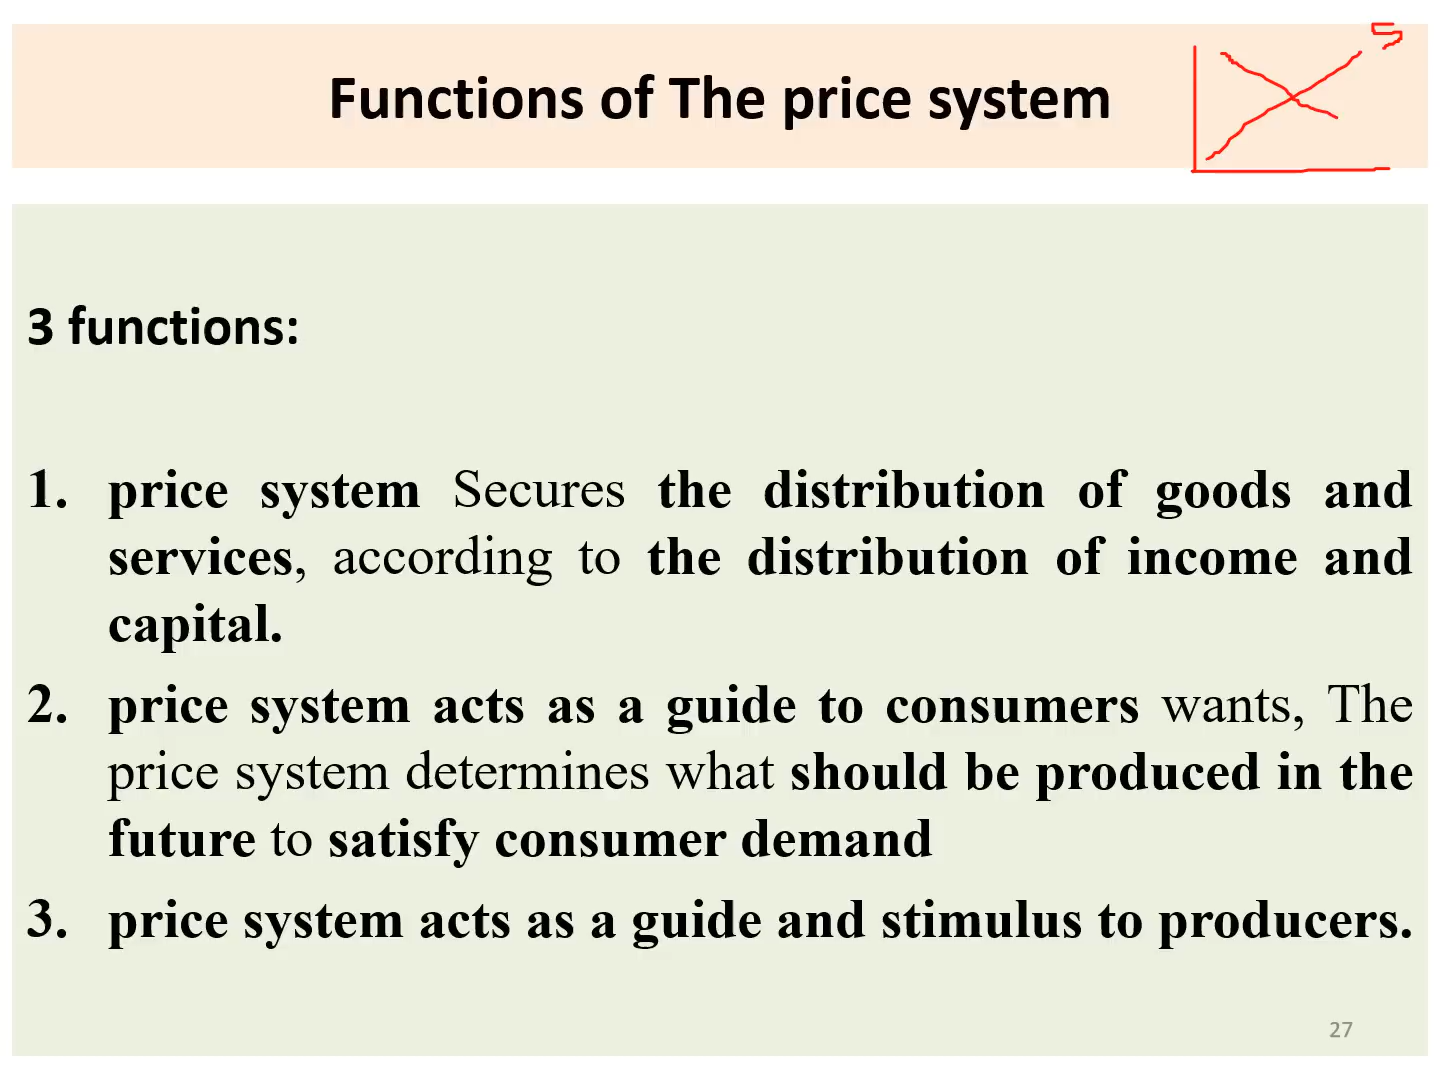 Functions of The price system
S
3 functions:
1. price system Secures the distribution of goods and
services, according to the distribution of income and
capital.
2. price system acts as a guide to consumers wants, The
price system determines what should be produced in the
future to satisfy consumer demand
3. price system acts as a guide and stimulus to producers.
27